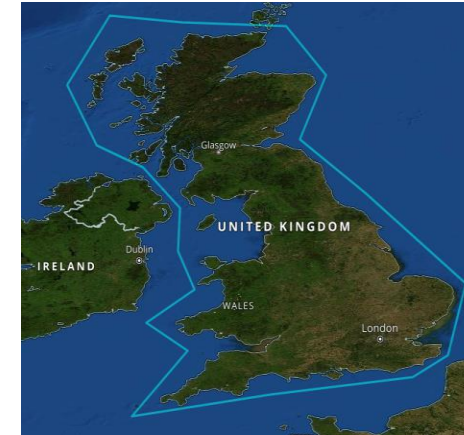 Glasgow
UNITED KINGDOM
Dublin
IRELAND
WALES
London